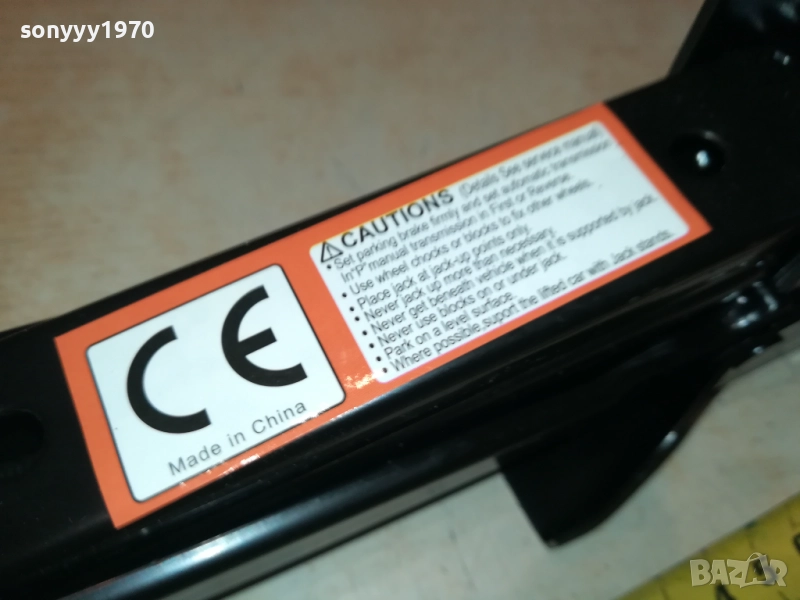 sonyyy1970
⚠CAUTIONS (Details See service manual)
• Set parking brake firmly and set automatic transmission
In"P"manual transmission in First or Reverse.
• Use wheel chocks or blocks to fix other wheels.
• Place jack at jack-up points only.
• Never jack up more than necessary.
• Never get beneath vehicle when it is supported by jack.
• Never use blocks on or under jack.
• Park on a level surface.
• Where possible,suport the lifted car with Jack stands.
CE
Made in China
BAZAR